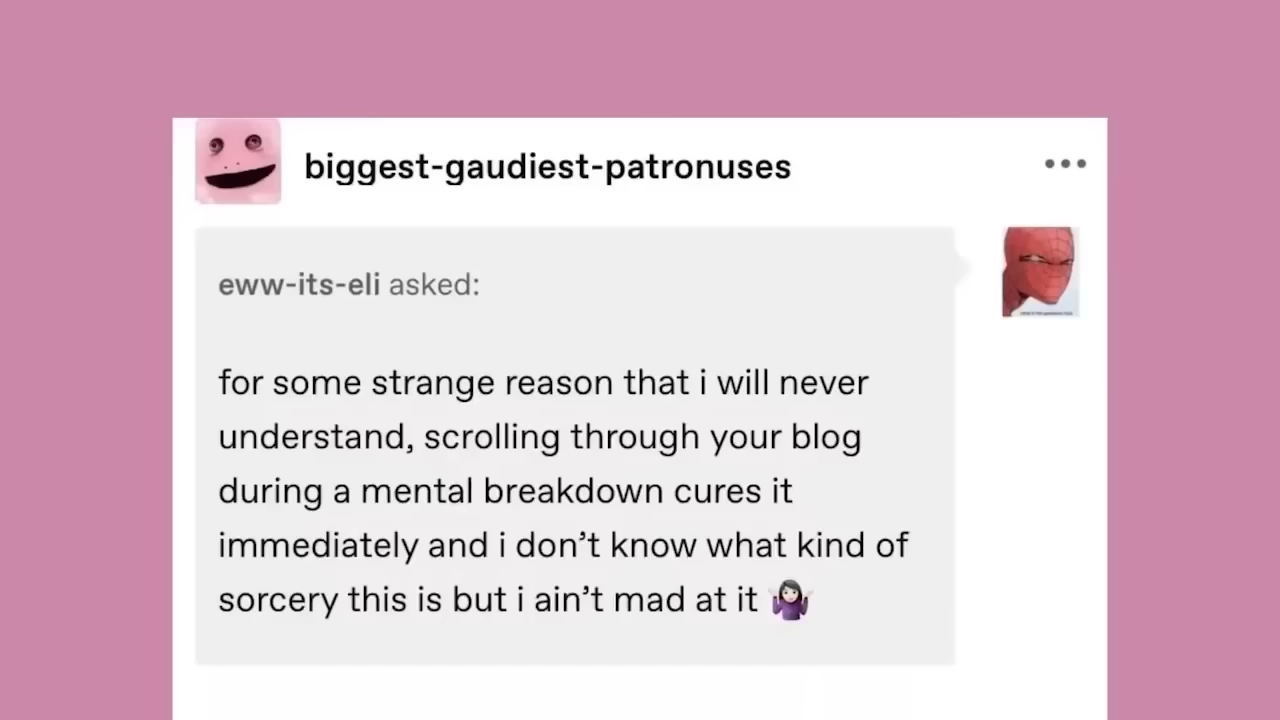 biggest-gaudiest-patronuses
eww-its-eli asked:
for some strange reason that i will never
understand, scrolling through your blog
during a mental breakdown cures it
immediately and i don’t know what kind of
sorcery this is but i ain’t mad at it 🤷🏻‍♀️